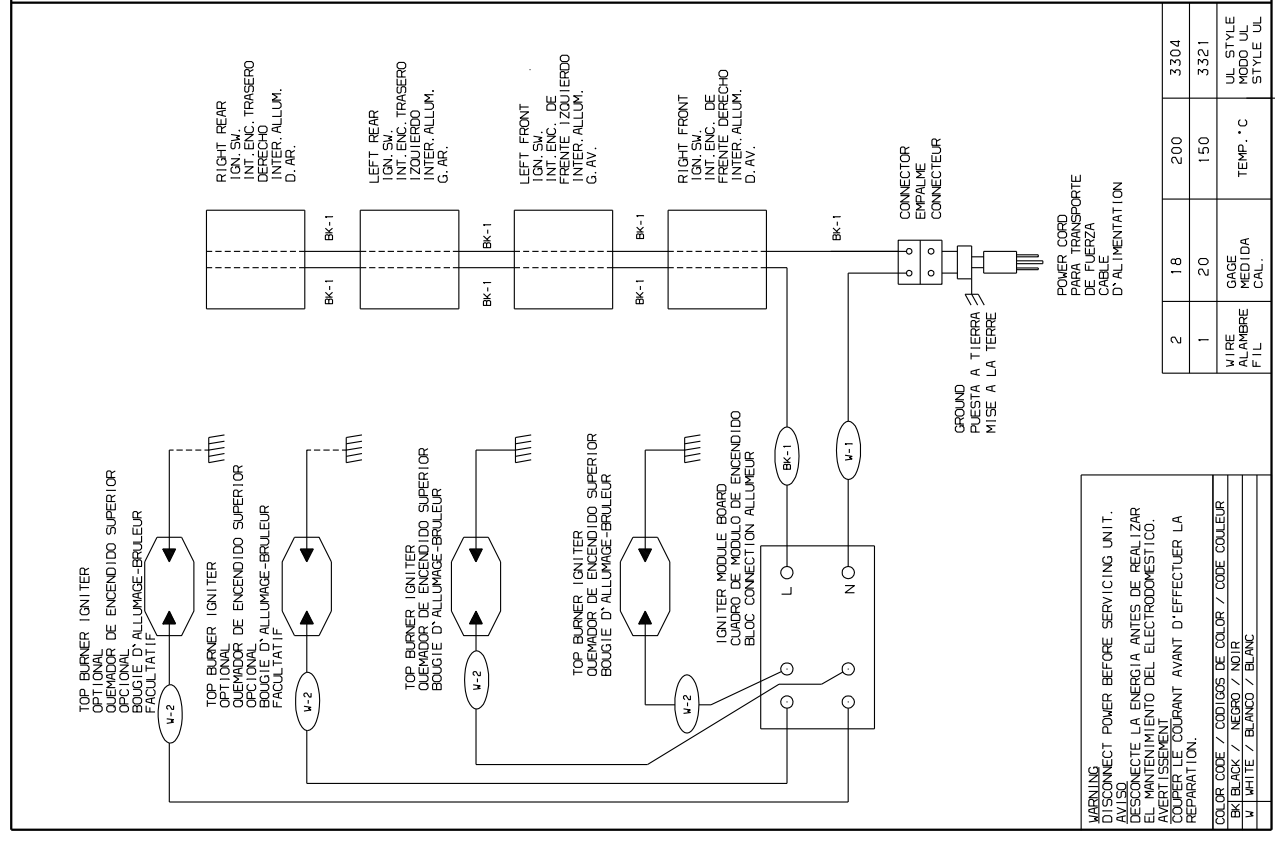 TOP BURNER IGNITER
OPTIONAL
QUEMADOR DE ENCENDIDO SUPERIOR
OPCIONAL
BOUGIE D`ALLUMAGE-BRULEUR
FACULTATIF
W-2
TOP BURNER IGNITER
OPTIONAL
QUEMADOR DE ENCENDIDO SUPERIOR
OPCIONAL
BOUGIE D`ALLUMAGE-BRULEUR
FACULTATIF
W-2
TOP BURNER IGNITER
QUEMADOR DE ENCENDIDO SUPERIOR
BOUGIE D`ALLUMAGE-BRULEUR
W-2
TOP BURNER IGNITER
QUEMADOR DE ENCENDIDO SUPERIOR
BOUGIE D`ALLUMAGE-BRULEUR
W-2
IGNITER MODULE BOARD
CUADRO DE MODULO DE ENCENDIDO
BLOC CONNECTION ALLUMEUR
L
N
BK-1
W-1
RIGHT REAR
IGN. SW.
INT. ENC. TRASERO
DERECHO
INTER. ALLUM.
D. AR.
BK-1
BK-1
LEFT REAR
IGN. SW.
INT. ENC. TRASERO
IZQUIERDO
INTER. ALLUM.
G. AR.
BK-1
BK-1
LEFT FRONT
IGN. SW.
INT. ENC. DE
FRENTE IZQUIERDO
INTER. ALLUM.
G. AV.
BK-1
BK-1
RIGHT FRONT
IGN. SW.
INT. ENC. DE
FRENTE DERECHO
INTER. ALLUM.
D. AV.
BK-1
CONNECTOR
EMPALME
CONNECTEUR
GROUND
PUESTA A TIERRA
MISE A LA TERRE
POWER CORD
PARA TRANSPORTE
DE FUERZA
CABLE
D`ALIMENTATION
WARNING
DISCONNECT POWER BEFORE SERVICING UNIT.
AVISO
DESCONECTE LA ENERGIA ANTES DE REALIZAR
EL MANTENIMIENTO DEL ELECTRODOMESTICO.
AVERTISSEMENT
COUPER LE COURANT AVANT D'EFFECTUER LA
REPARATION.
COLOR CODE / CODIGOS DE COLOR / CODE COULEUR
BK BLACK / NEGRO / NOIR
W WHITE / BLANCO / BLANC
2 18 200 3304
1 20 150 3321
WIRE GAGE TEMP.°C UL STYLE
ALAMBRE MEDIDA MODO UL
FIL CAL. STYLE UL